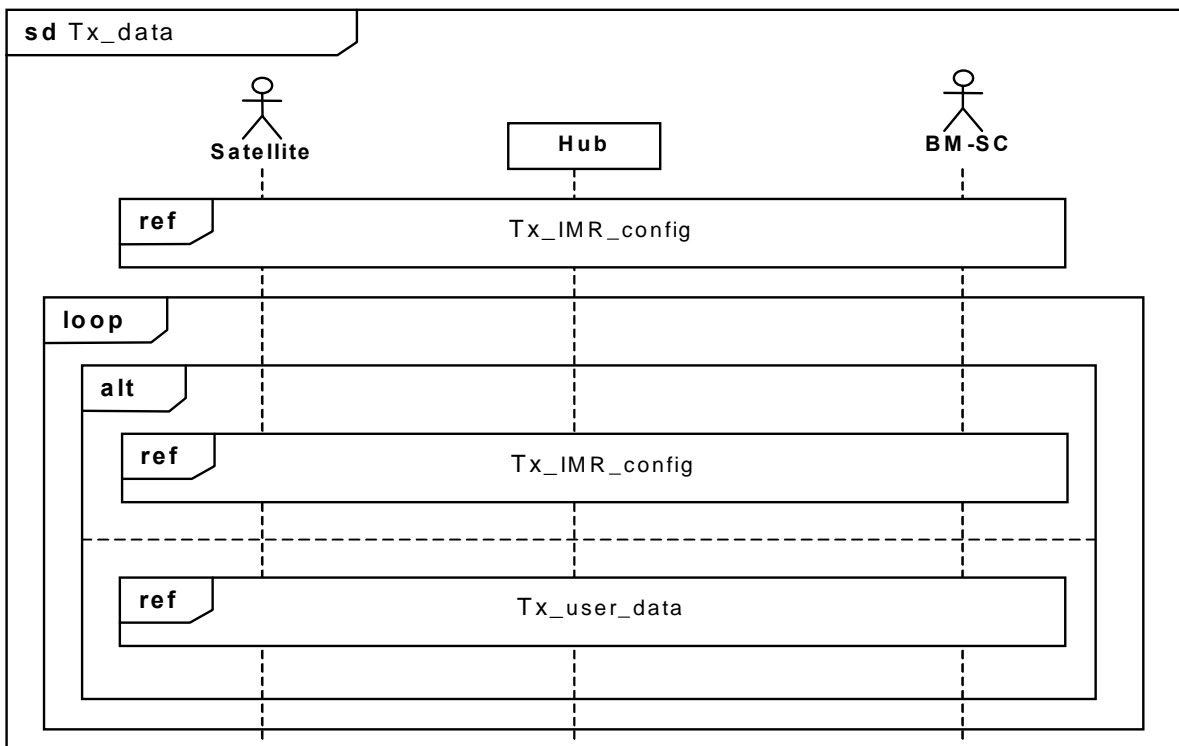 sd Tx_data
Satellite
Hub
BM-SC
ref
Tx_IMR_config
loop
alt
ref
Tx_IMR_config
ref
Tx_user_data